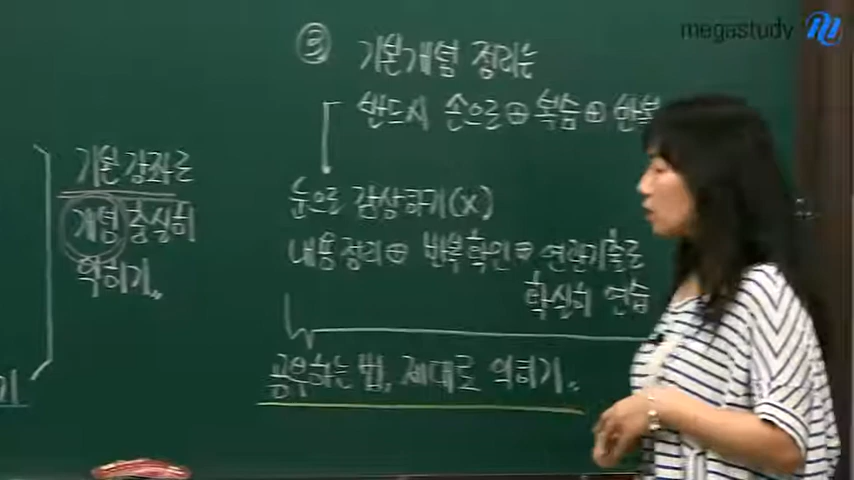 megastudy
③ 기본개념 정리는
반드시 손으로 ⊕ 복습 ⊕ 반복
기본강좌로
개념 충실히
익히기.
눈으로 감상하기(x)
내용정리 ⊕ 반복확인 ⊕ 연관기출로
확실히 연습
공부하는 법, 제대로 익히기.